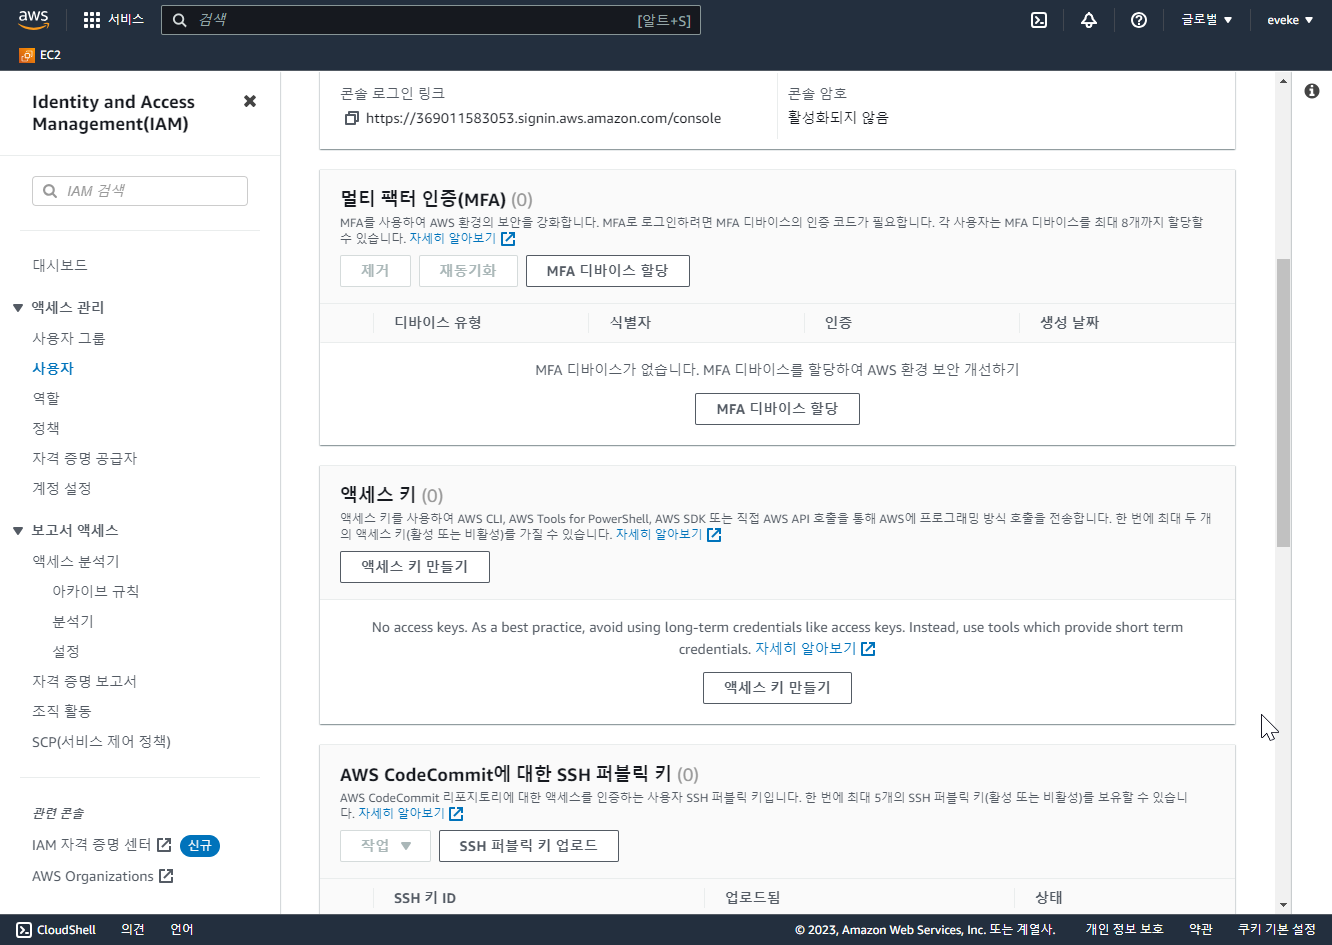 aws
서비스
검색
[알트+S]
글로벌
eveke
EC2
Identity and Access
Management(IAM)
IAM 검색
대시보드
액세스 관리
사용자 그룹
사용자
역할
정책
자격 증명 공급자
계정 설정
보고서 액세스
액세스 분석기
아카이브 규칙
분석기
설정
자격 증명 보고서
조직 활동
SCP(서비스 제어 정책)
관련 콘솔
IAM 자격 증명 센터 신규
AWS Organizations
콘솔 로그인 링크
https://369011583053.signin.aws.amazon.com/console
콘솔 암호
활성화되지 않음
멀티 팩터 인증(MFA) (0)
MFA를 사용하여 AWS 환경의 보안을 강화합니다. MFA로 로그인하려면 MFA 디바이스의 인증 코드가 필요합니다. 각 사용자는 MFA 디바이스를 최대 8개까지 할당할
수 있습니다. 자세히 알아보기
제거 재동기화 MFA 디바이스 할당
디바이스 유형 식별자 인증 생성 날짜
MFA 디바이스가 없습니다. MFA 디바이스를 할당하여 AWS 환경 보안 개선하기
MFA 디바이스 할당
액세스 키 (0)
액세스 키를 사용하여 AWS CLI, AWS Tools for PowerShell, AWS SDK 또는 직접 AWS API 호출을 통해 AWS에 프로그래밍 방식 호출을 전송합니다. 한 번에 최대 두 개
의 액세스 키(활성 또는 비활성)를 가질 수 있습니다. 자세히 알아보기
액세스 키 만들기
No access keys. As a best practice, avoid using long-term credentials like access keys. Instead, use tools which provide short term
credentials. 자세히 알아보기
액세스 키 만들기
AWS CodeCommit에 대한 SSH 퍼블릭 키 (0)
AWS CodeCommit 리포지토리에 대한 액세스를 인증하는 사용자 SSH 퍼블릭 키입니다. 한 번에 최대 5개의 SSH 퍼블릭 키(활성 또는 비활성)를 보유할 수 있습니
다. 자세히 알아보기
작업 SSH 퍼블릭 키 업로드
SSH 키 ID 업로드됨 상태
CloudShell 의견 언어 © 2023, Amazon Web Services, Inc. 또는 계열사. 개인 정보 보호 약관 쿠키 기본 설정